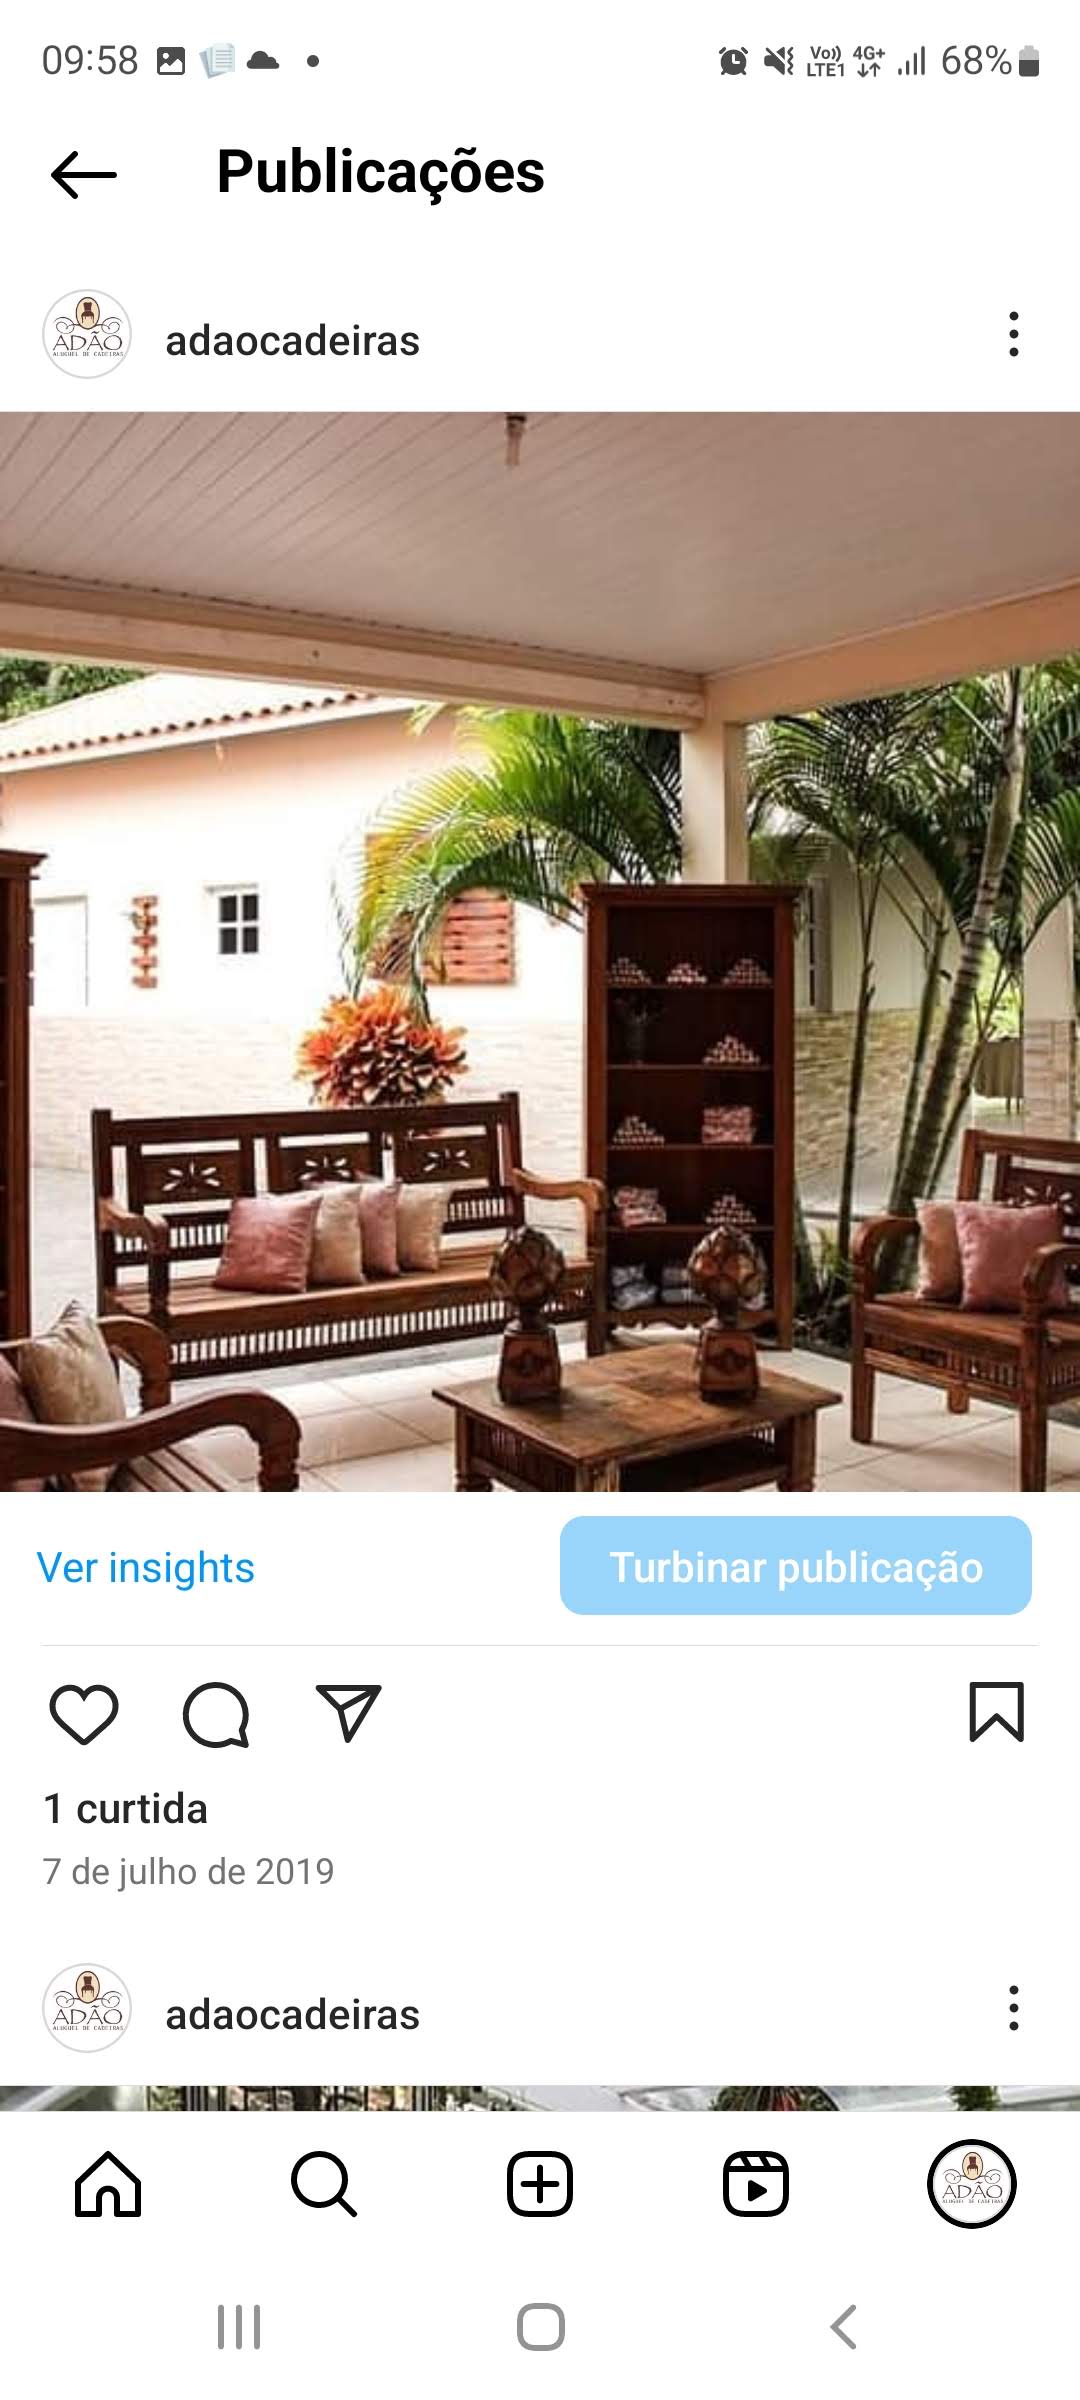 09:58 Vo)) LTE1 4G+ 68%
Publicações
ADÃO
ALUGUEL DE CADEIRAS
adaocadeiras
Ver insights
Turbinar publicação
1 curtida
7 de julho de 2019
ADÃO
ALUGUEL DE CADEIRAS
adaocadeiras
ADÃO
ALUGUEL DE CADEIRAS